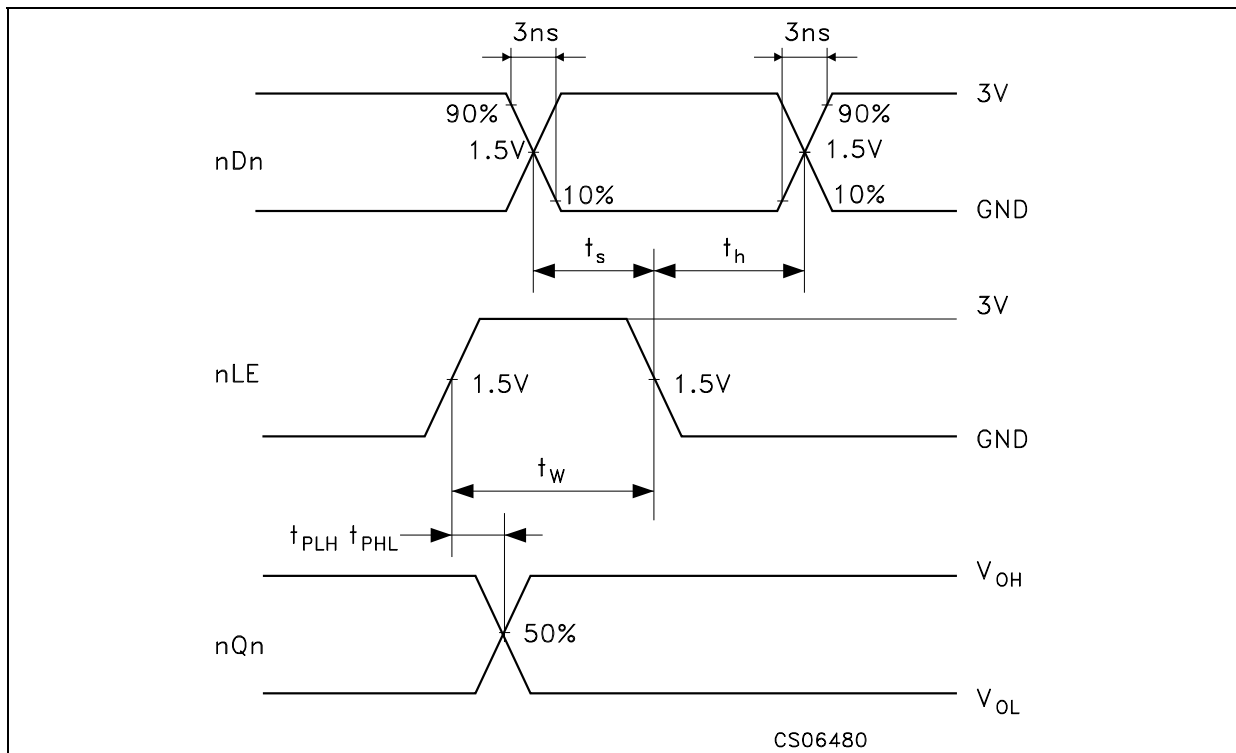 3ns 3ns
3V
90% 90%
nDn 1.5V 1.5V
10% 10%
GND
ts th
3V
nLE 1.5V 1.5V
GND
tW
tPLH tPHL
VOH
nQn 50%
VOL
CS06480